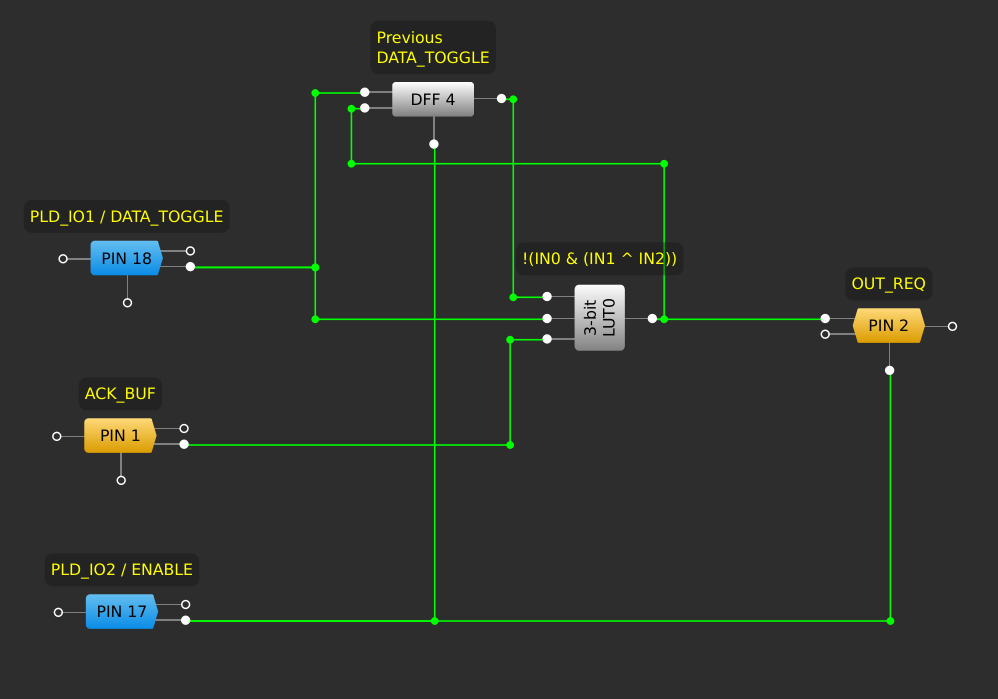 Previous
DATA_TOGGLE
DFF 4
PLD_IO1 / DATA_TOGGLE
PIN 18
!(IN0 & (IN1 ^ IN2))
3-bit
LUT0
OUT_REQ
PIN 2
ACK_BUF
PIN 1
PLD_IO2 / ENABLE
PIN 17